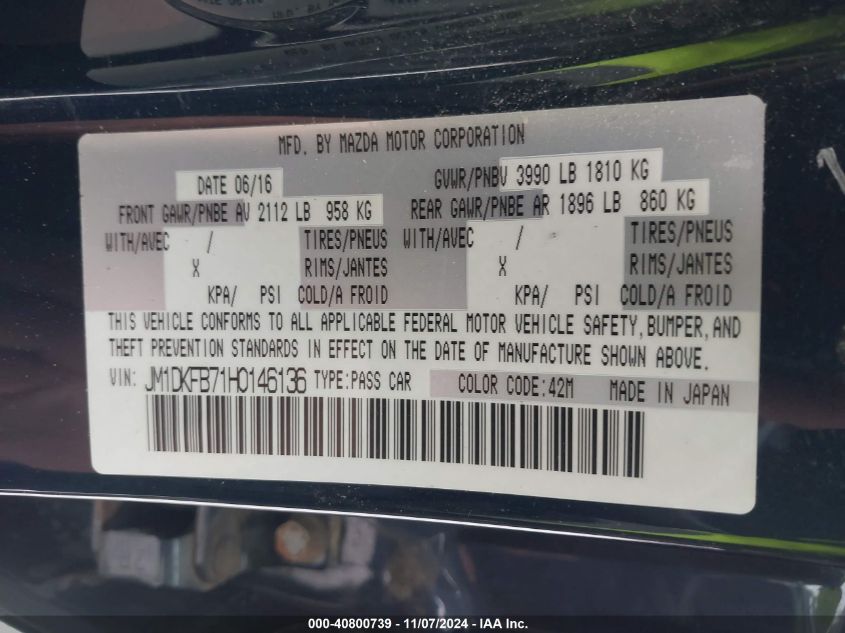 MFD. BY MAZDA MOTOR CORPORATION
DATE 06/16 GVWR/PNBV 3990 LB 1810 KG
FRONT GAWR/PNBE AV 2112 LB 958 KG REAR GAWR/PNBE AR 1896 LB 860 KG
WITH/AVEC / TIRES/PNEUS WITH/AVEC / TIRES/PNEUS
X RIMS/JANTES X RIMS/JANTES
KPA/ PSI COLD/A FROID KPA/ PSI COLD/A FROID
THIS VEHICLE CONFORMS TO ALL APPLICABLE FEDERAL MOTOR VEHICLE SAFETY, BUMPER, AND
THEFT PREVENTION STANDARDS IN EFFECT ON THE DATE OF MANUFACTURE SHOWN ABOVE.
VIN: JM1DKFB71H0146136 TYPE:PASS CAR COLOR CODE:42M MADE IN JAPAN
000-40800739 - 11/07/2024 - IAA Inc.